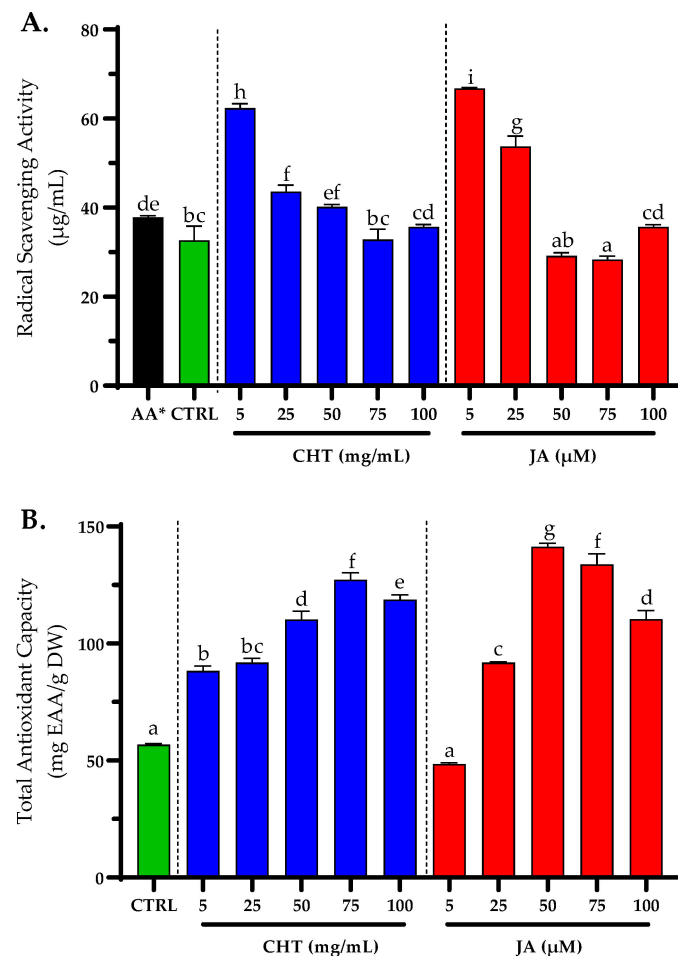 A.
Radical Scavenging Activity
(μg/mL)
80
60
40
20
0
de
bc
h
f
ef
bc
cd
i
g
ab
a
cd
AA* CTRL 5 25 50 75 100 5 25 50 75 100
CHT (mg/mL) JA (μM)
B.
Total Antioxidant Capacity
(mg EAA/g DW)
150
100
50
0
a
b
bc
d
f
e
a
c
g
f
d
CTRL 5 25 50 75 100 5 25 50 75 100
CHT (mg/mL) JA (μM)